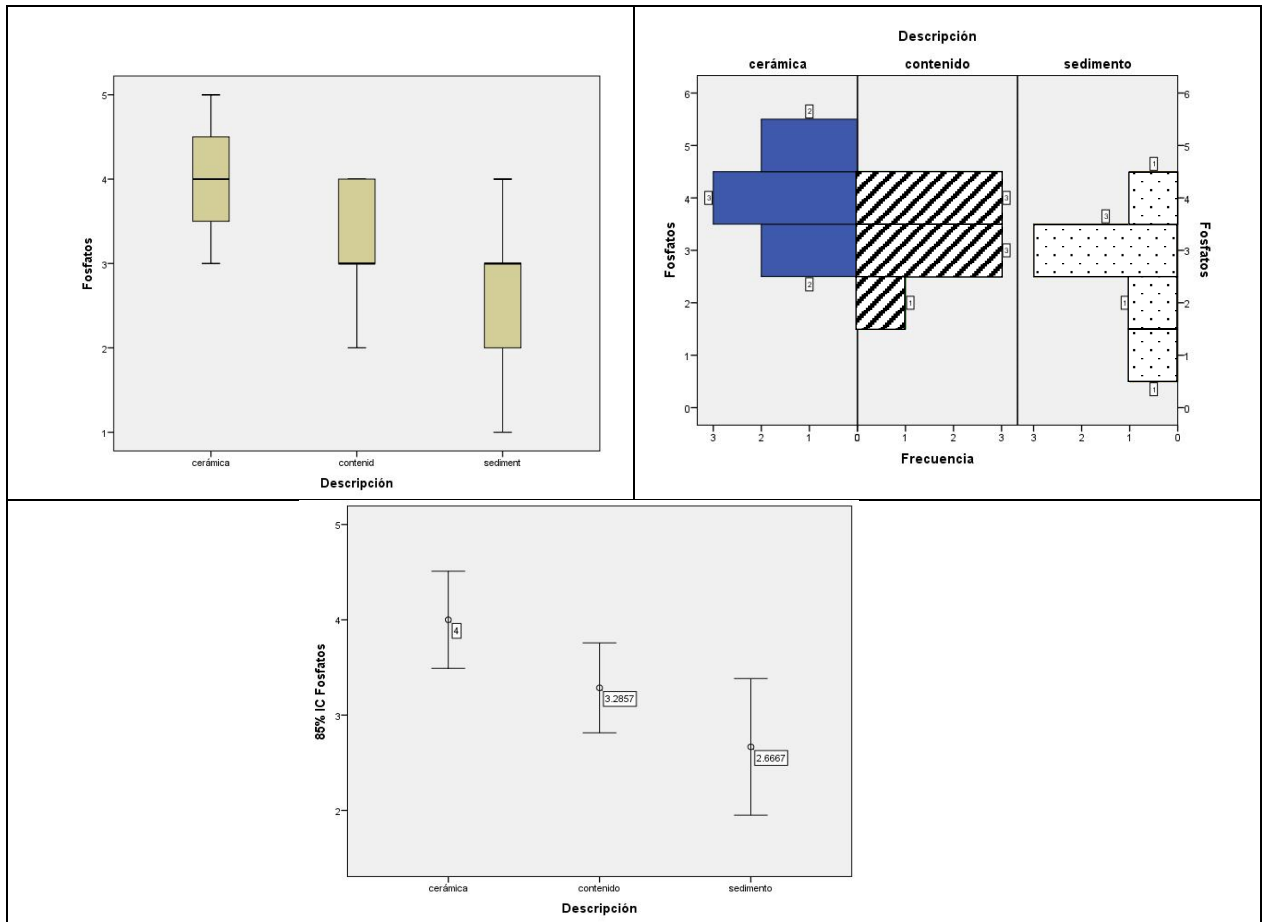 5
4
3
2
1
Fosfatos
cerámica
contenid
sediment
Descripción
Descripción
cerámica
contenido
sedimento
6
5
4
3
2
1
0
Fosfatos
2
3
2
3
3
1
1
3
1
1
6
5
4
3
2
1
0
Fosfatos
3
2
1
0
1
2
3
3
2
1
0
Frecuencia
5
4
3
2
85% IC Fosfatos
4
3.2857
2.6667
cerámica
contenido
sedimento
Descripción